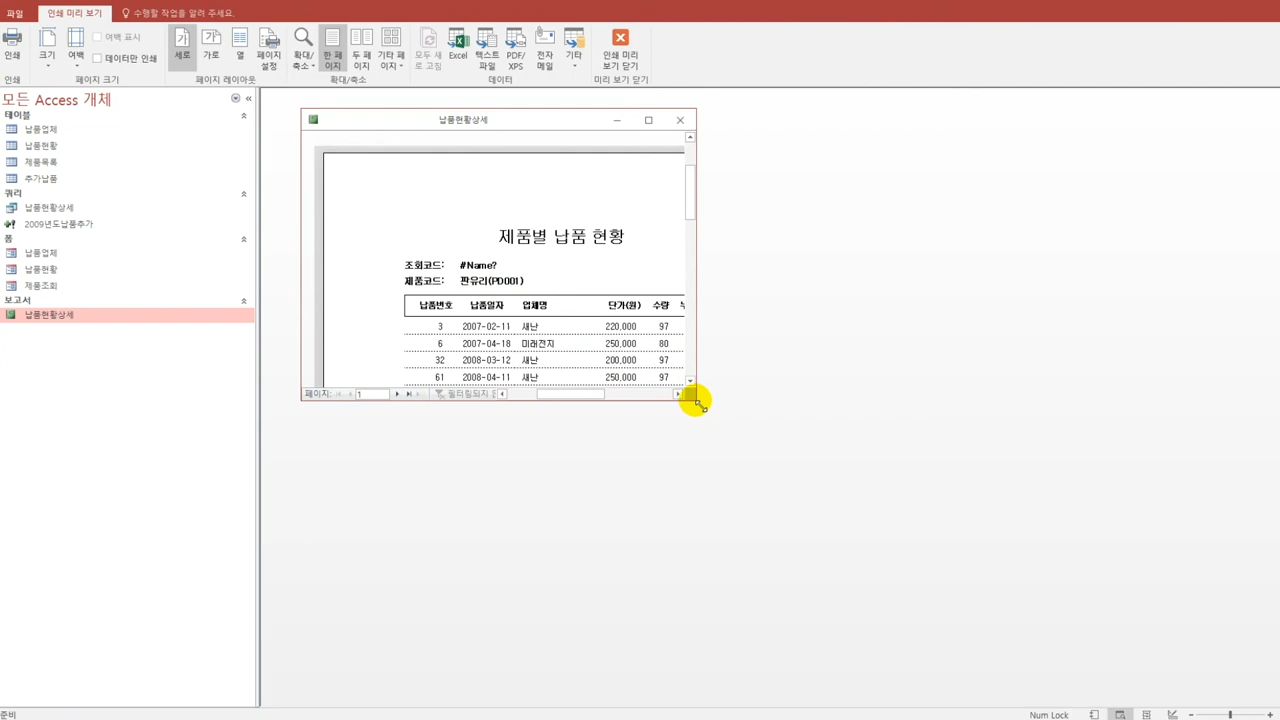 파일 인쇄 미리 보기 수행할 작업을 알려 주세요.
인쇄 크기 여백 여백 표시 데이터만 인쇄 세로 가로 열 페이지 설정 확대/축소 한 페이지 두 페이지 기타 페이지 모두 새로 고침 Excel 텍스트 파일 PDF/XPS 전자 메일 기타 인쇄 미리 보기 닫기
인쇄 페이지 크기 페이지 레이아웃 확대/축소 데이터 미리 보기 닫기
모든 Access 개체
테이블
납품업체
납품현황
제품목록
추가납품
쿼리
납품현황상세
2009년도납품추가
폼
납품업체
납품현황
제품조회
보고서
납품현황상세
납품현황상세
제품별 납품 현황
조회코드: #Name?
제품코드: 판유리(PD001)
납품번호 납품일자 업체명 단가(원) 수량
3 2007-02-11 새난 220,000 97
6 2007-04-18 미래전지 250,000 80
32 2008-03-12 새난 200,000 97
61 2008-04-11 새난 250,000 97
페이지: 1 필터링되지
준비 Num Lock